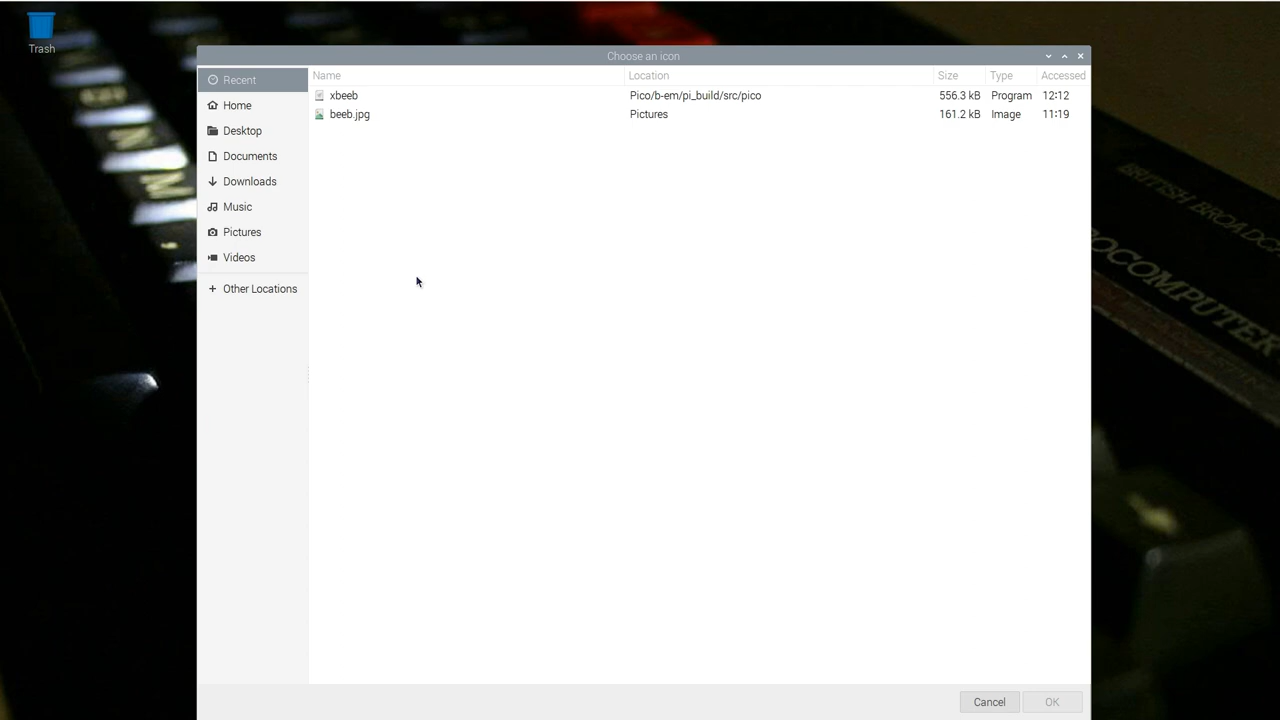 Trash
Choose an icon
Recent
Home
Desktop
Documents
Downloads
Music
Pictures
Videos
Other Locations
Name Location Size Type Accessed
xbeeb Pico/b-em/pi_build/src/pico 556.3 kB Program 12:12
beeb.jpg Pictures 161.2 kB Image 11:19
Cancel OK
BRITISH BROADCA
OCOMPUTER